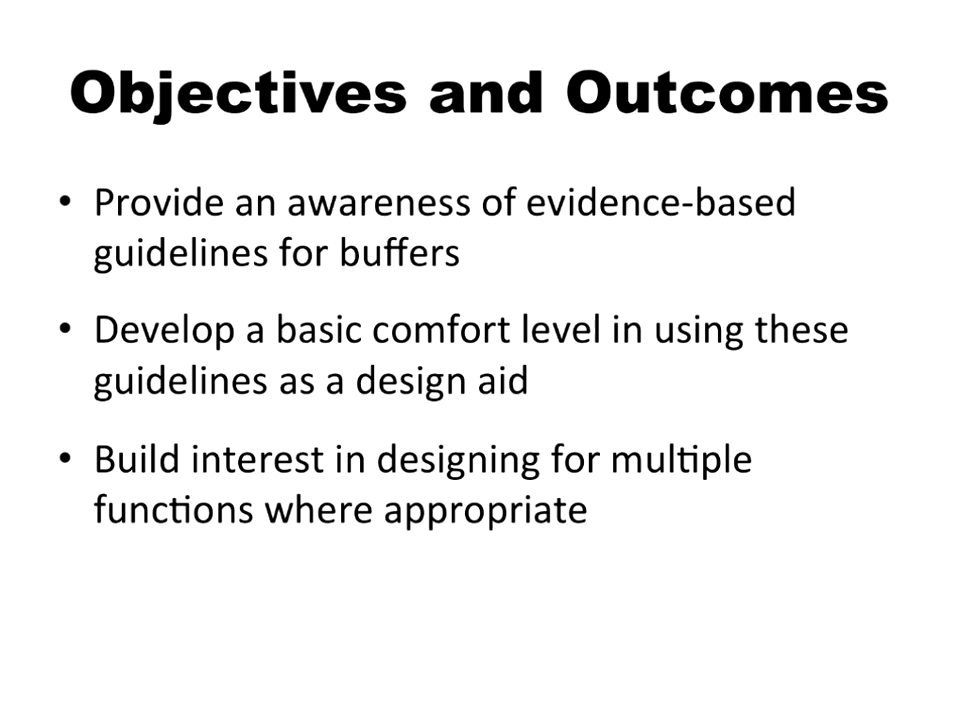 Objectives and Outcomes
• Provide an awareness of evidence-based
guidelines for buffers
• Develop a basic comfort level in using these
guidelines as a design aid
• Build interest in designing for multiple
functions where appropriate